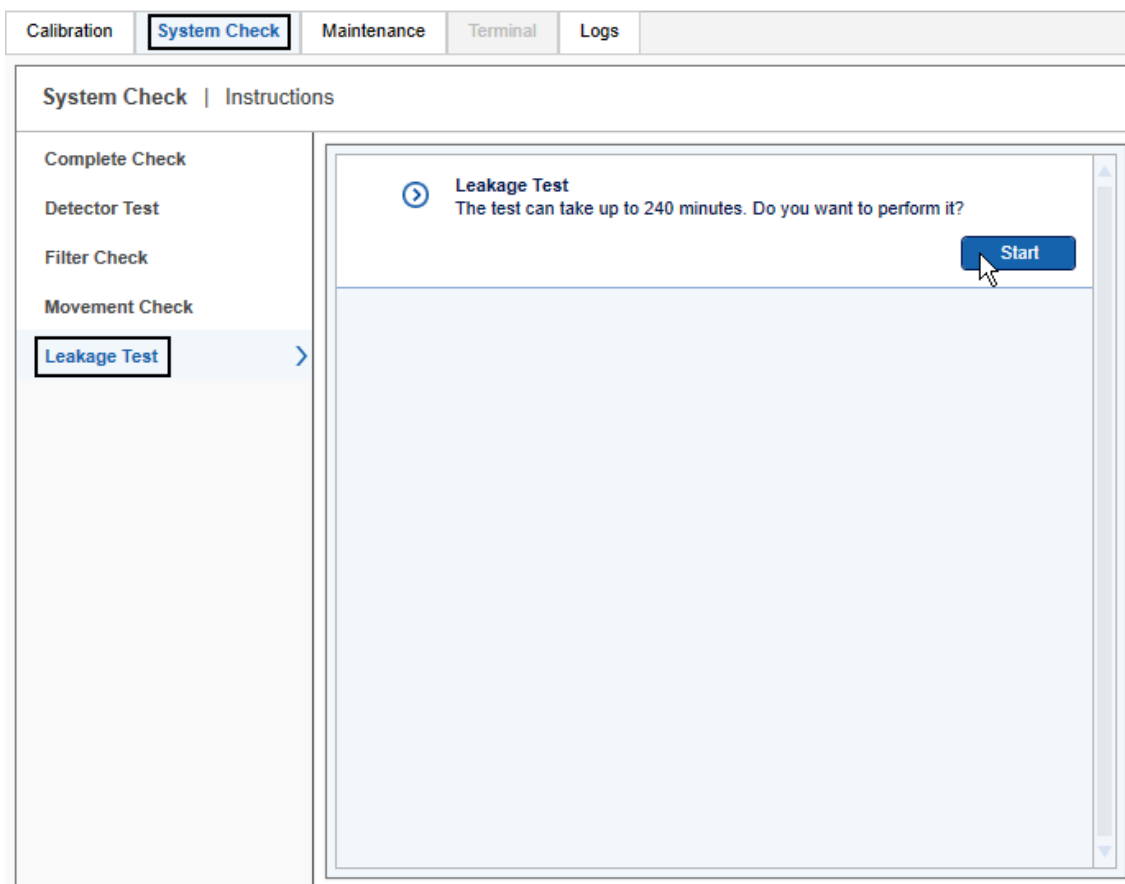 Calibration System Check Maintenance Terminal Logs
System Check | Instructions
Complete Check
Detector Test
Filter Check
Movement Check
Leakage Test
Leakage Test
The test can take up to 240 minutes. Do you want to perform it?
Start